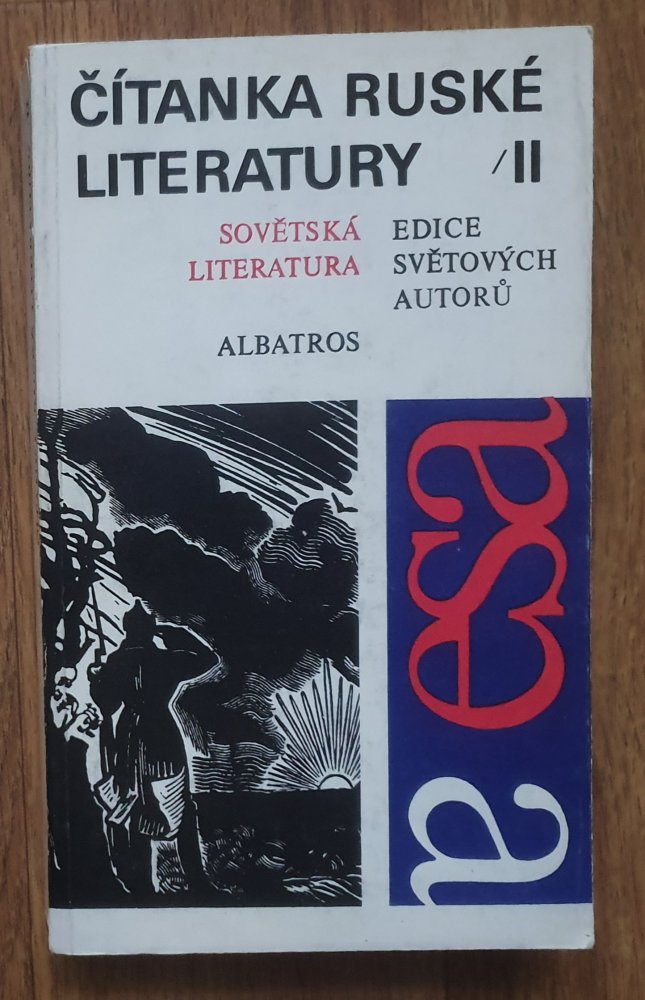 ČÍTANKA RUSKÉ
LITERATURY /II
SOVĚTSKÁ
LITERATURA
ALBATROS
EDICE
SVĚTOVÝCH
AUTORŮ
esa
a